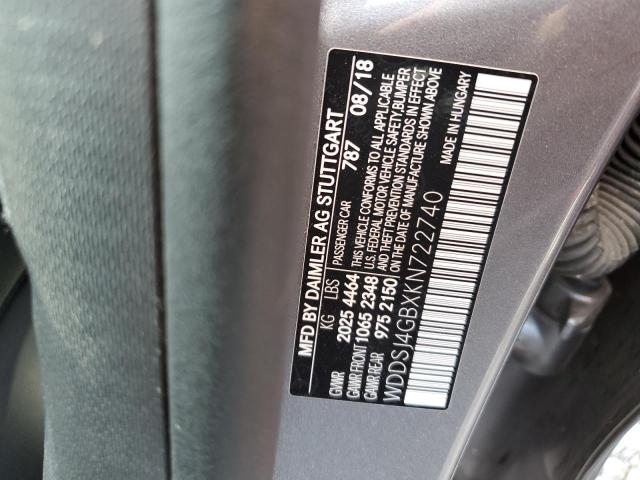 MFD BY DAIMLER AG STUTTGART
KG LBS PASSENGER CAR 787 08/18
GVWR 2025 4464 THIS VEHICLE CONFORMS TO ALL APPLICABLE
GAWR FRONT 1065 2348 U.S. FEDERAL MOTOR VEHICLE SAFETY,BUMPER
GAWR REAR 975 2150 AND THEFT PREVENTION STANDARDS IN EFFECT
ON THE DATE OF MANUFACTURE SHOWN ABOVE
WDDSJ4GBXKN722740 MADE IN HUNGARY